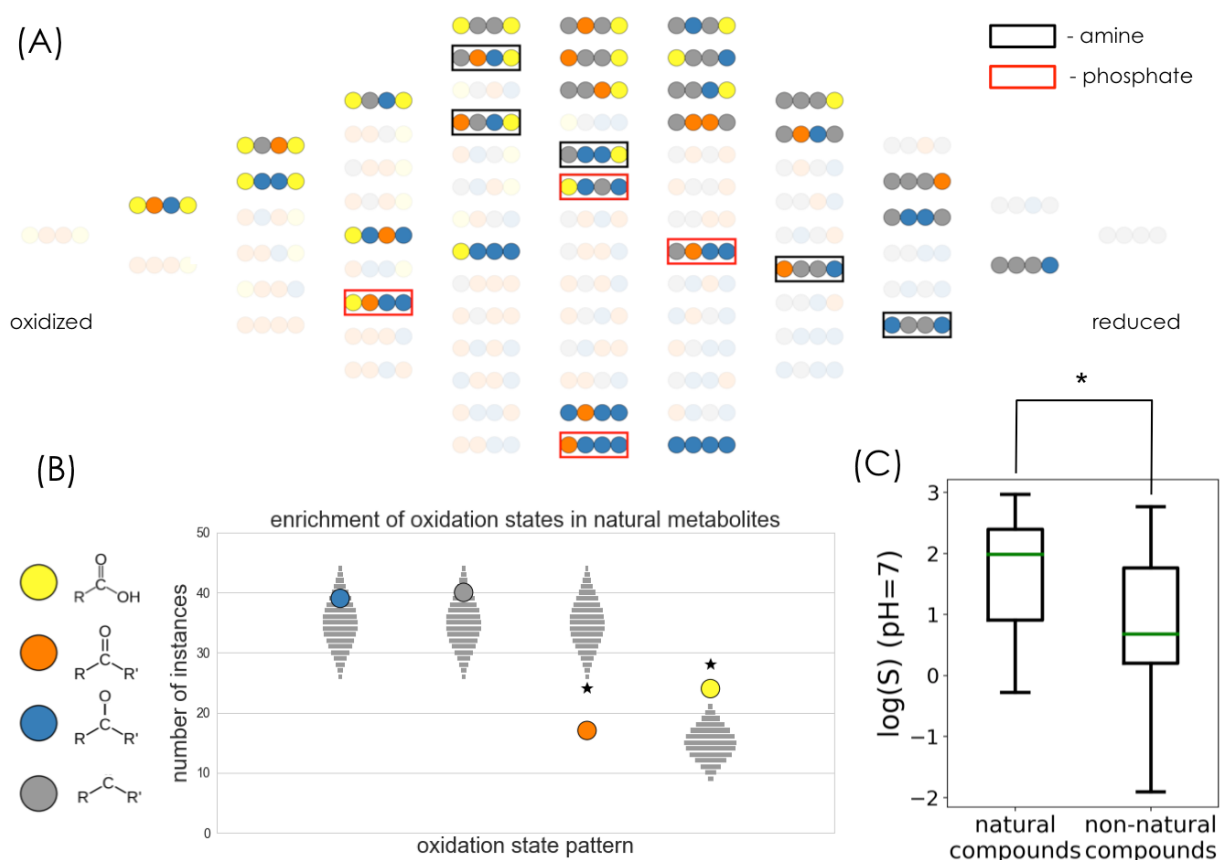 (A)
- amine
- phosphate
oxidized
reduced
(B)
enrichment of oxidation states in natural metabolites
number of instances
50
40
30
20
10
0
oxidation state pattern
O
R
OH
O
R
R'
O
R
R'
C
R
R'
(C)
*
log(S) (pH=7)
3
2
1
0
−1
−2
natural
compounds
non-natural
compounds